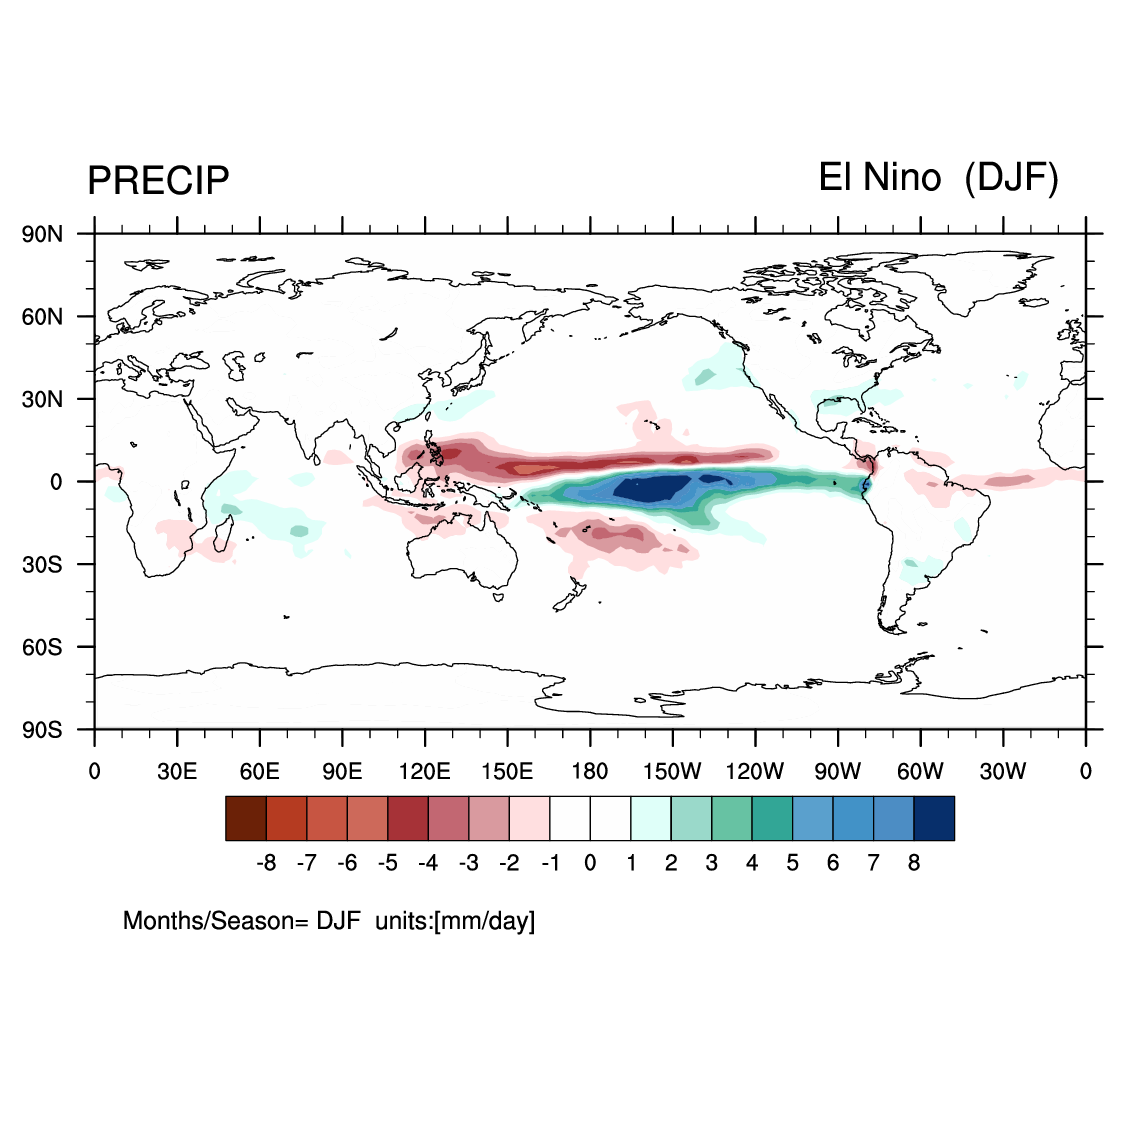 PRECIP El Nino (DJF)
90N
60N
30N
0
30S
60S
90S
0 30E 60E 90E 120E 150E 180 150W 120W 90W 60W 30W 0
-8 -7 -6 -5 -4 -3 -2 -1 0 1 2 3 4 5 6 7 8
Months/Season= DJF units:[mm/day]